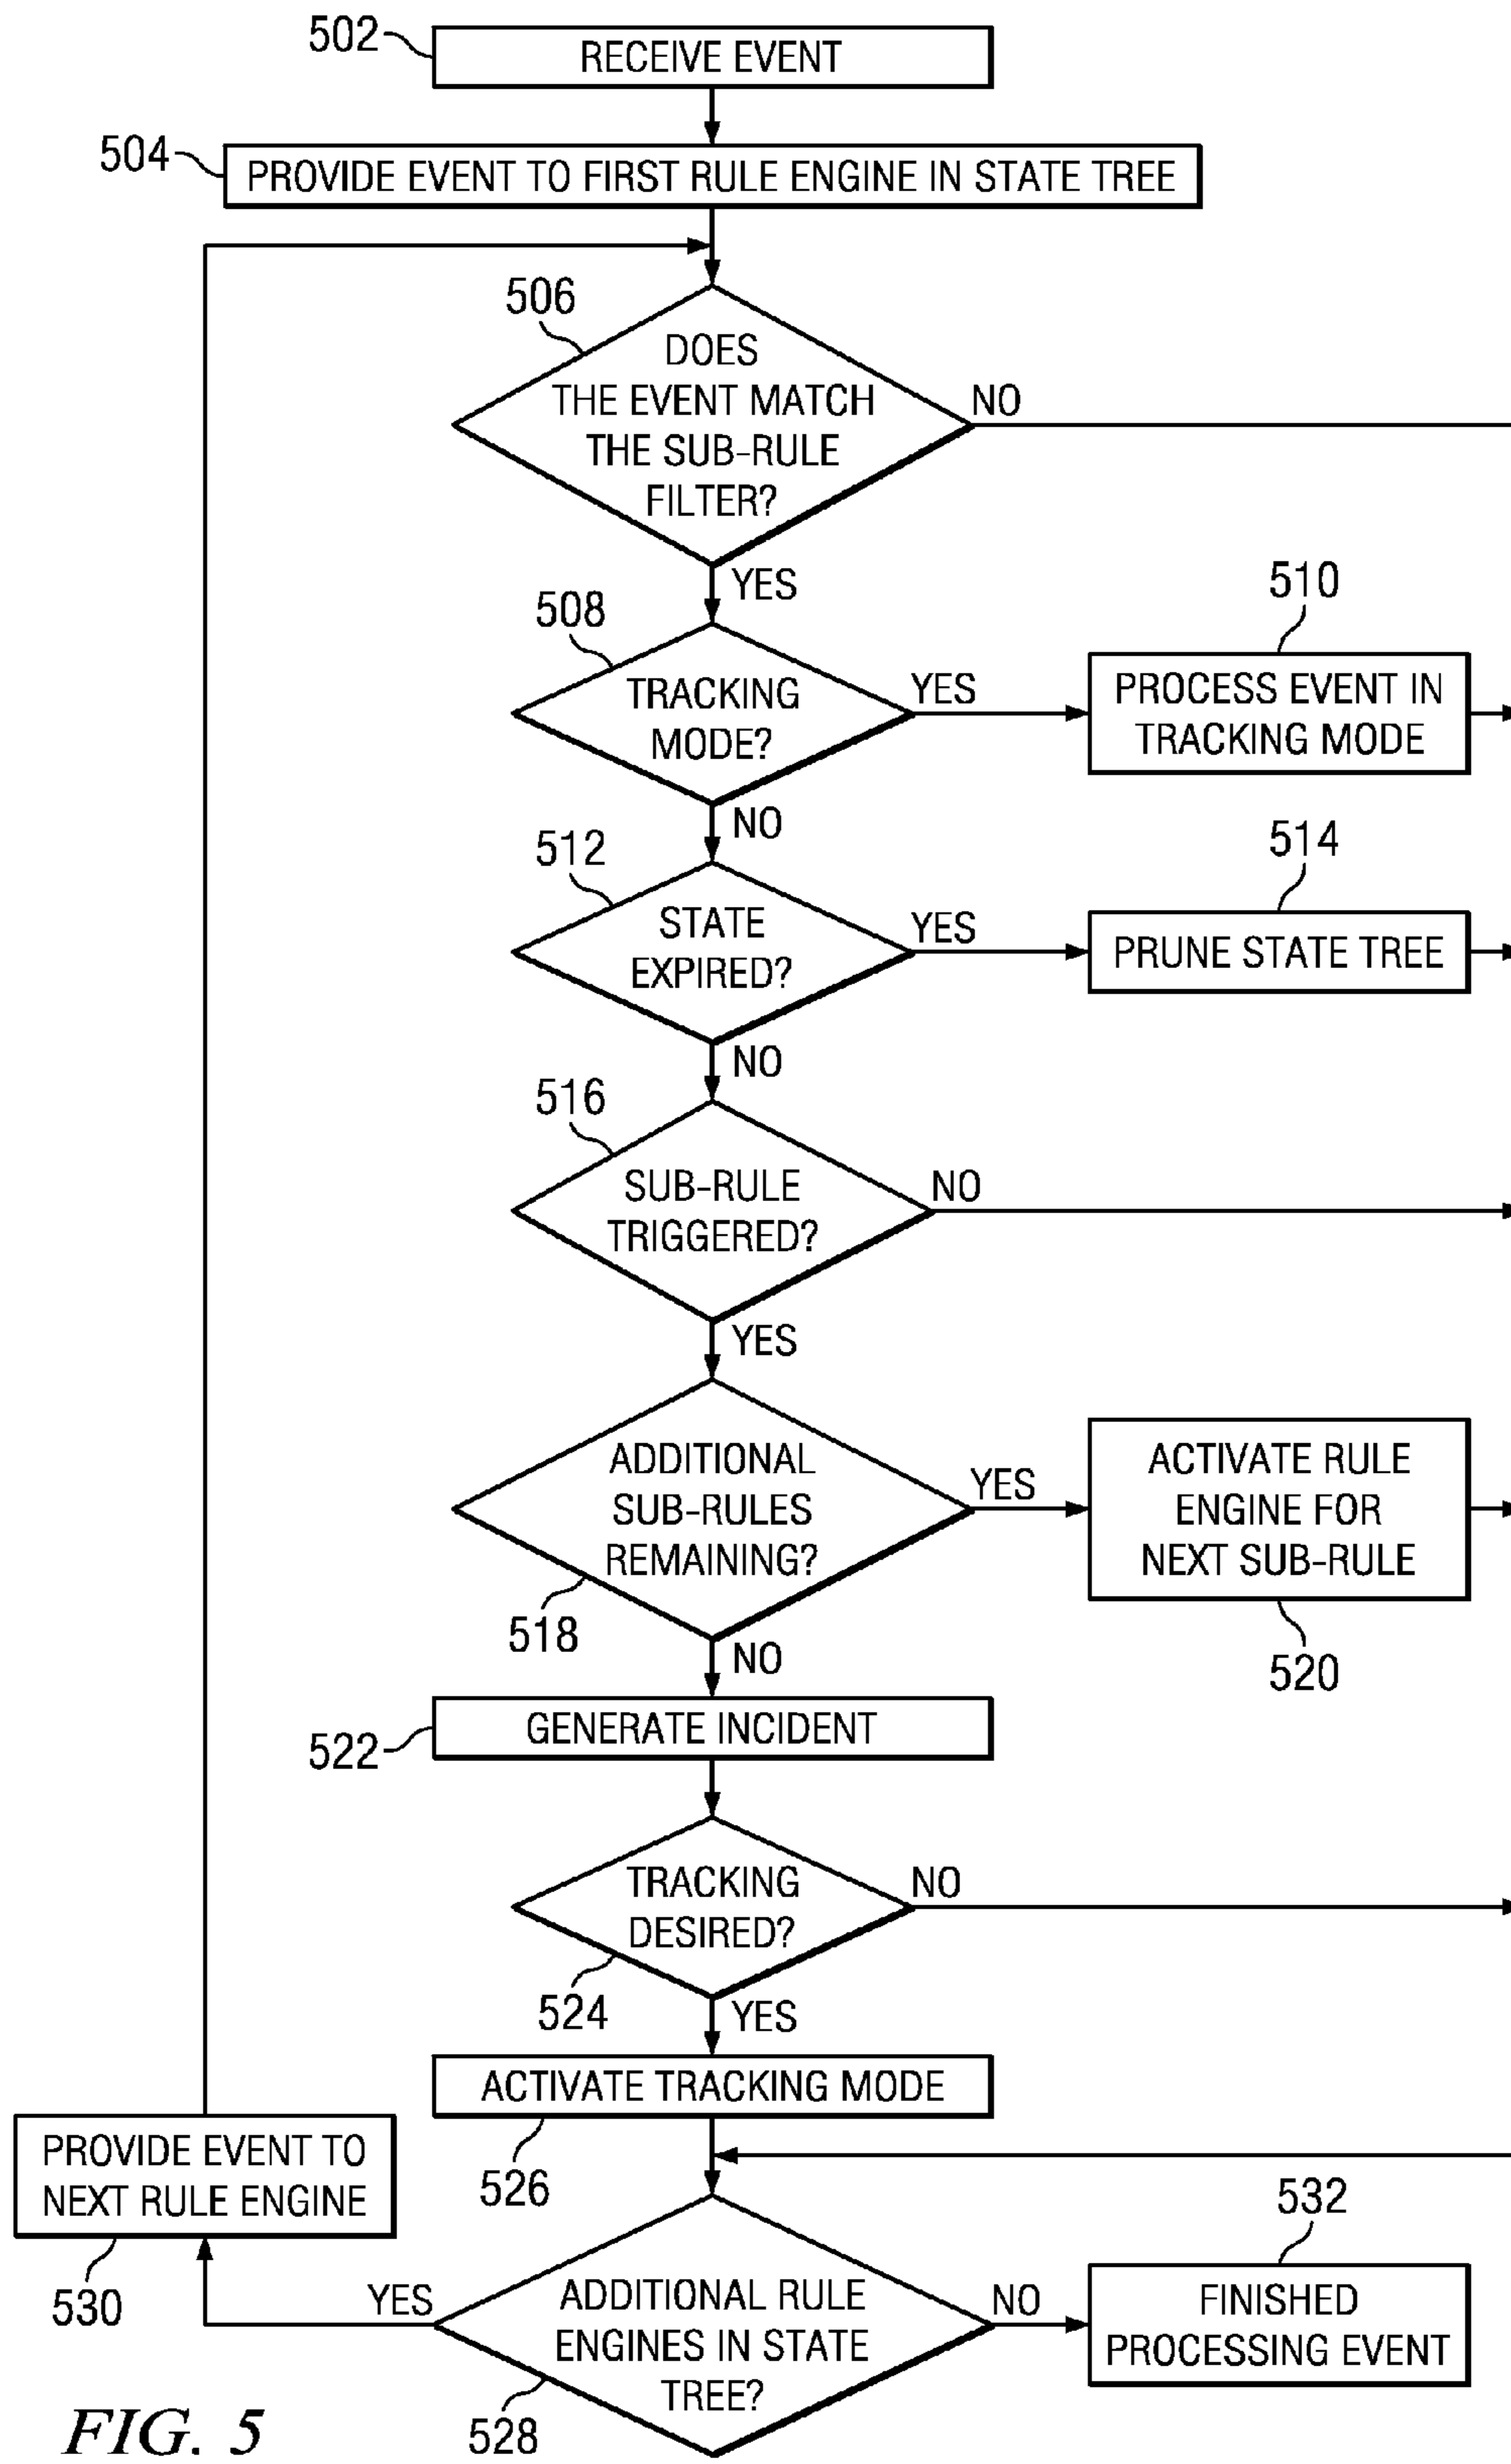 502
RECEIVE EVENT
504
PROVIDE EVENT TO FIRST RULE ENGINE IN STATE TREE
506
DOES
THE EVENT MATCH
THE SUB-RULE
FILTER?
NO
YES
508
TRACKING
MODE?
YES
510
PROCESS EVENT IN
TRACKING MODE
NO
512
STATE
EXPIRED?
YES
514
PRUNE STATE TREE
NO
516
SUB-RULE
TRIGGERED?
NO
YES
ADDITIONAL
SUB-RULES
REMAINING?
518
YES
ACTIVATE RULE
ENGINE FOR
NEXT SUB-RULE
520
NO
GENERATE INCIDENT
522
TRACKING
DESIRED?
524
NO
YES
ACTIVATE TRACKING MODE
526
PROVIDE EVENT TO
NEXT RULE ENGINE
530
YES
ADDITIONAL RULE
ENGINES IN STATE
TREE?
528
NO
532
FINISHED
PROCESSING EVENT
FIG. 5